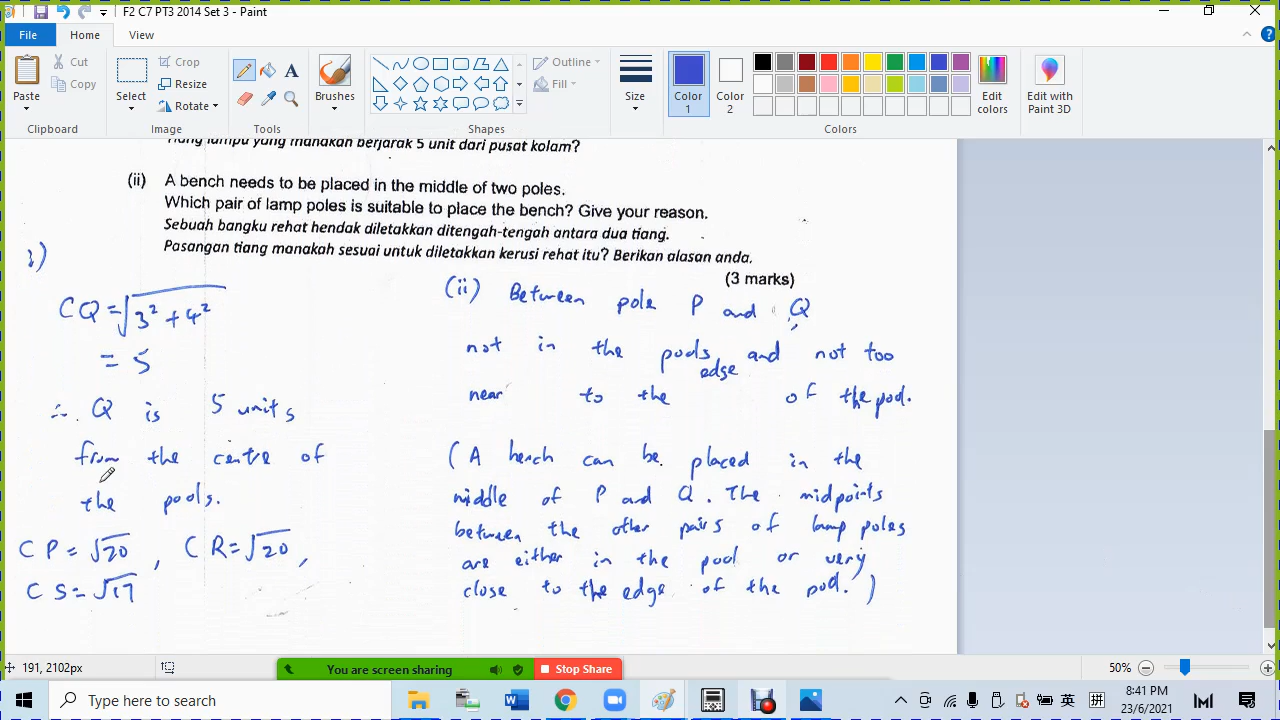 F2 C7 PT3 2014 Set 3 - Paint
File Home View
Paste Cut Copy Clipboard
Select Crop Resize Rotate Image
Tools
Brushes
Outline Fill Shapes
Size
Color 1 Color 2 Edit colors Colors
Edit with Paint 3D
Tiang lampu yang manakah berjarak 5 unit dari pusat kolam?
(ii) A bench needs to be placed in the middle of two poles.
Which pair of lamp poles is suitable to place the bench? Give your reason.
Sebuah bangku rehat hendak diletakkan ditengah-tengah antara dua tiang.
Pasangan tiang manakah sesuai untuk diletakkan kerusi rehat itu? Berikan alasan anda.
(3 marks)
CQ = √3² + 4²
= 5
∴ Q is 5 units
from the centre of
the pools.
CP = √20, CR = √20,
CS = √17
(ii) Between pole P and Q
not in the pools and not too
edge
near to the of the pool.
(A bench can be placed in the
middle of P and Q. The midpoints
between the other pairs of lamp poles
are either in the pool or very
close to the edge of the pool.)
191, 2102px
50%
You are screen sharing Stop Share
Type here to search
英 拼
8:41 PM
23/6/2021